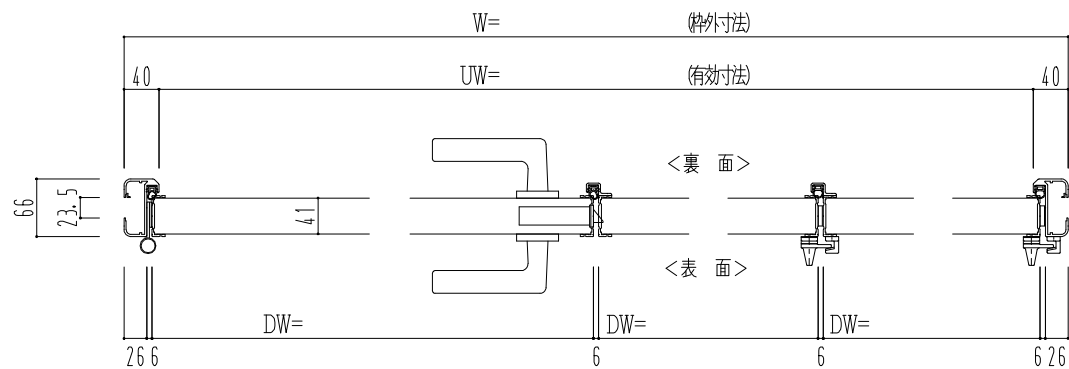 W= (枠外寸法)
40 UW= (有効寸法) 40
<裏 面>
66 23.5 41
<表 面>
DW= DW= DW=
26 6 6 6 6 26